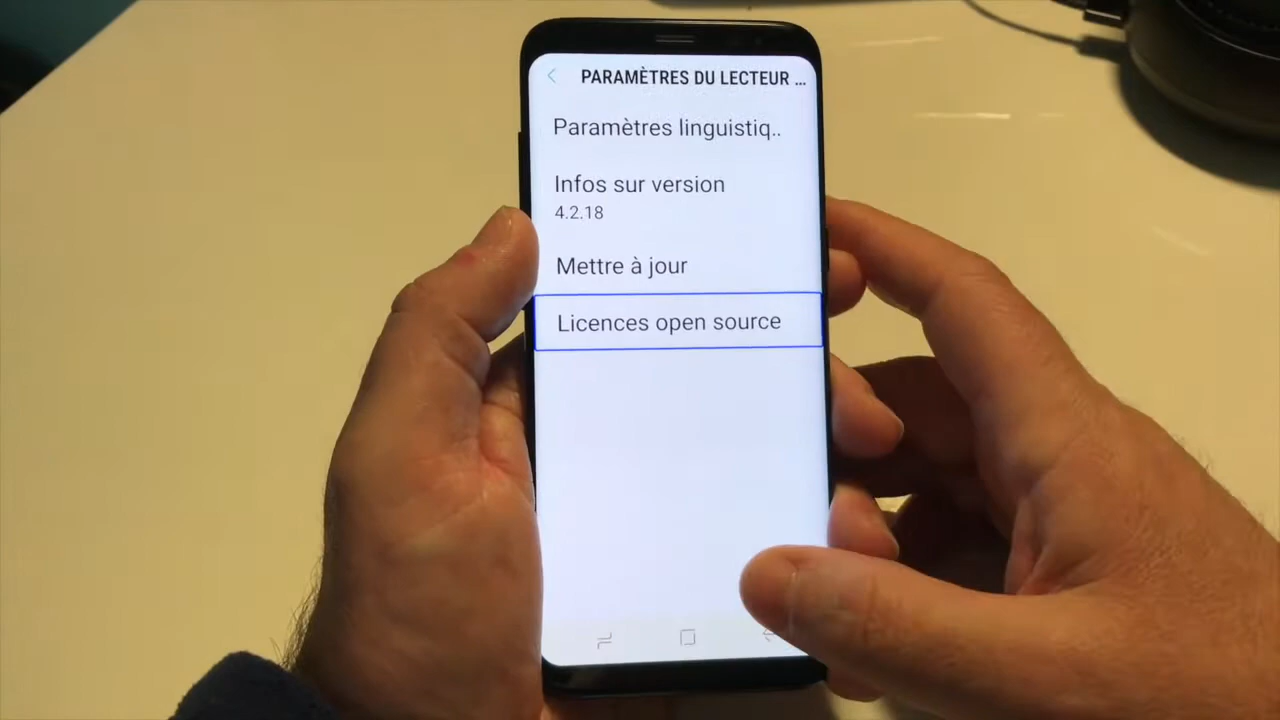 PARAMÈTRES DU LECTEUR ...
Paramètres linguistiq..
Infos sur version
4.2.18
Mettre à jour
Licences open source